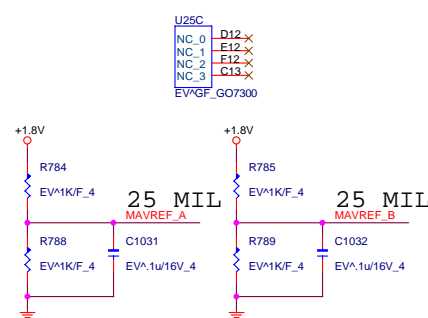 U25C
NC_0 D12
NC_1 E12
NC_2 F12
NC_3 C13
EV^GF_GO7300
+1.8V +1.8V
R784 R785
EV^1K/F_4 EV^1K/F_4
25 MIL 25 MIL
MAVREF_A MAVREF_B
R788 C1031 R789 C1032
EV^1K/F_4 EV^.1u/16V_4 EV^1K/F_4 EV^.1u/16V_4